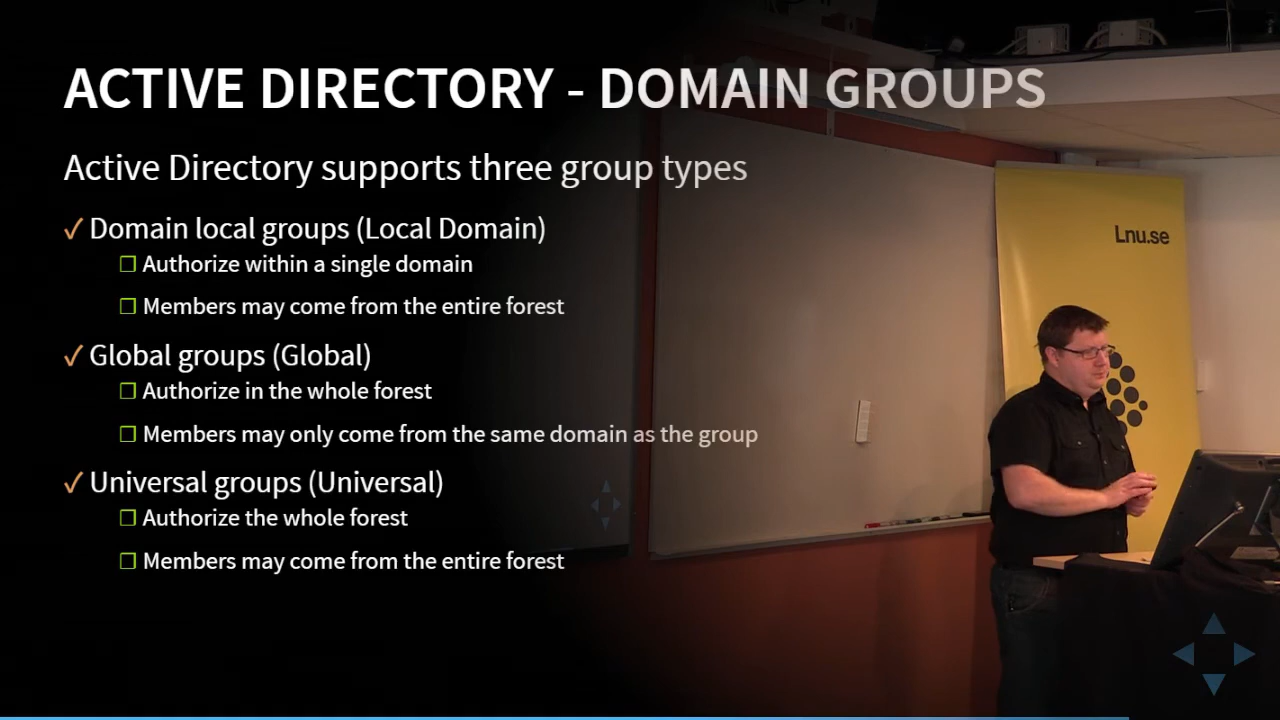 ACTIVE DIRECTORY - DOMAIN GROUPS
Active Directory supports three group types
✓ Domain local groups (Local Domain)
❒ Authorize within a single domain
❒ Members may come from the entire forest
✓ Global groups (Global)
❒ Authorize in the whole forest
❒ Members may only come from the same domain as the group
✓ Universal groups (Universal)
❒ Authorize the whole forest
❒ Members may come from the entire forest
Lnu.se